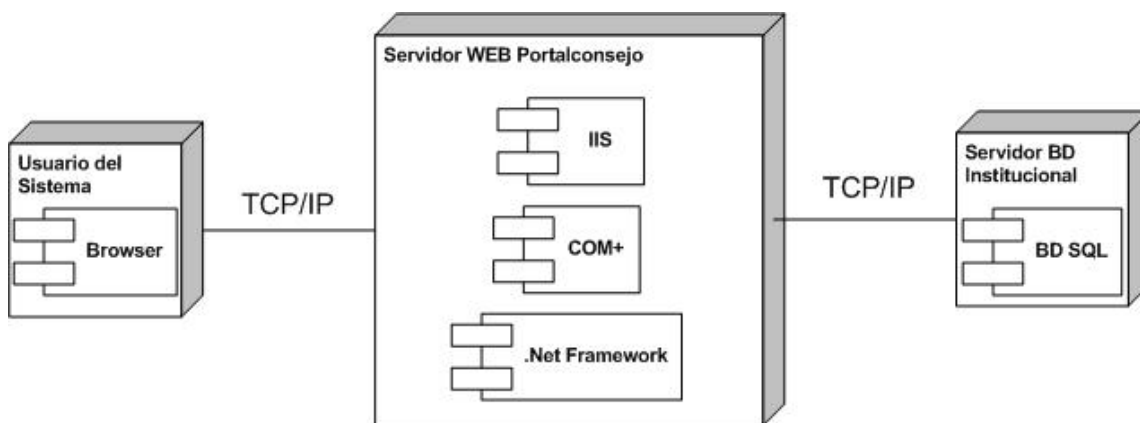 Servidor WEB Portalconsejo
IIS
COM+
.Net Framework
Usuario del
Sistema
Browser
TCP/IP
TCP/IP
Servidor BD
Institucional
BD SQL